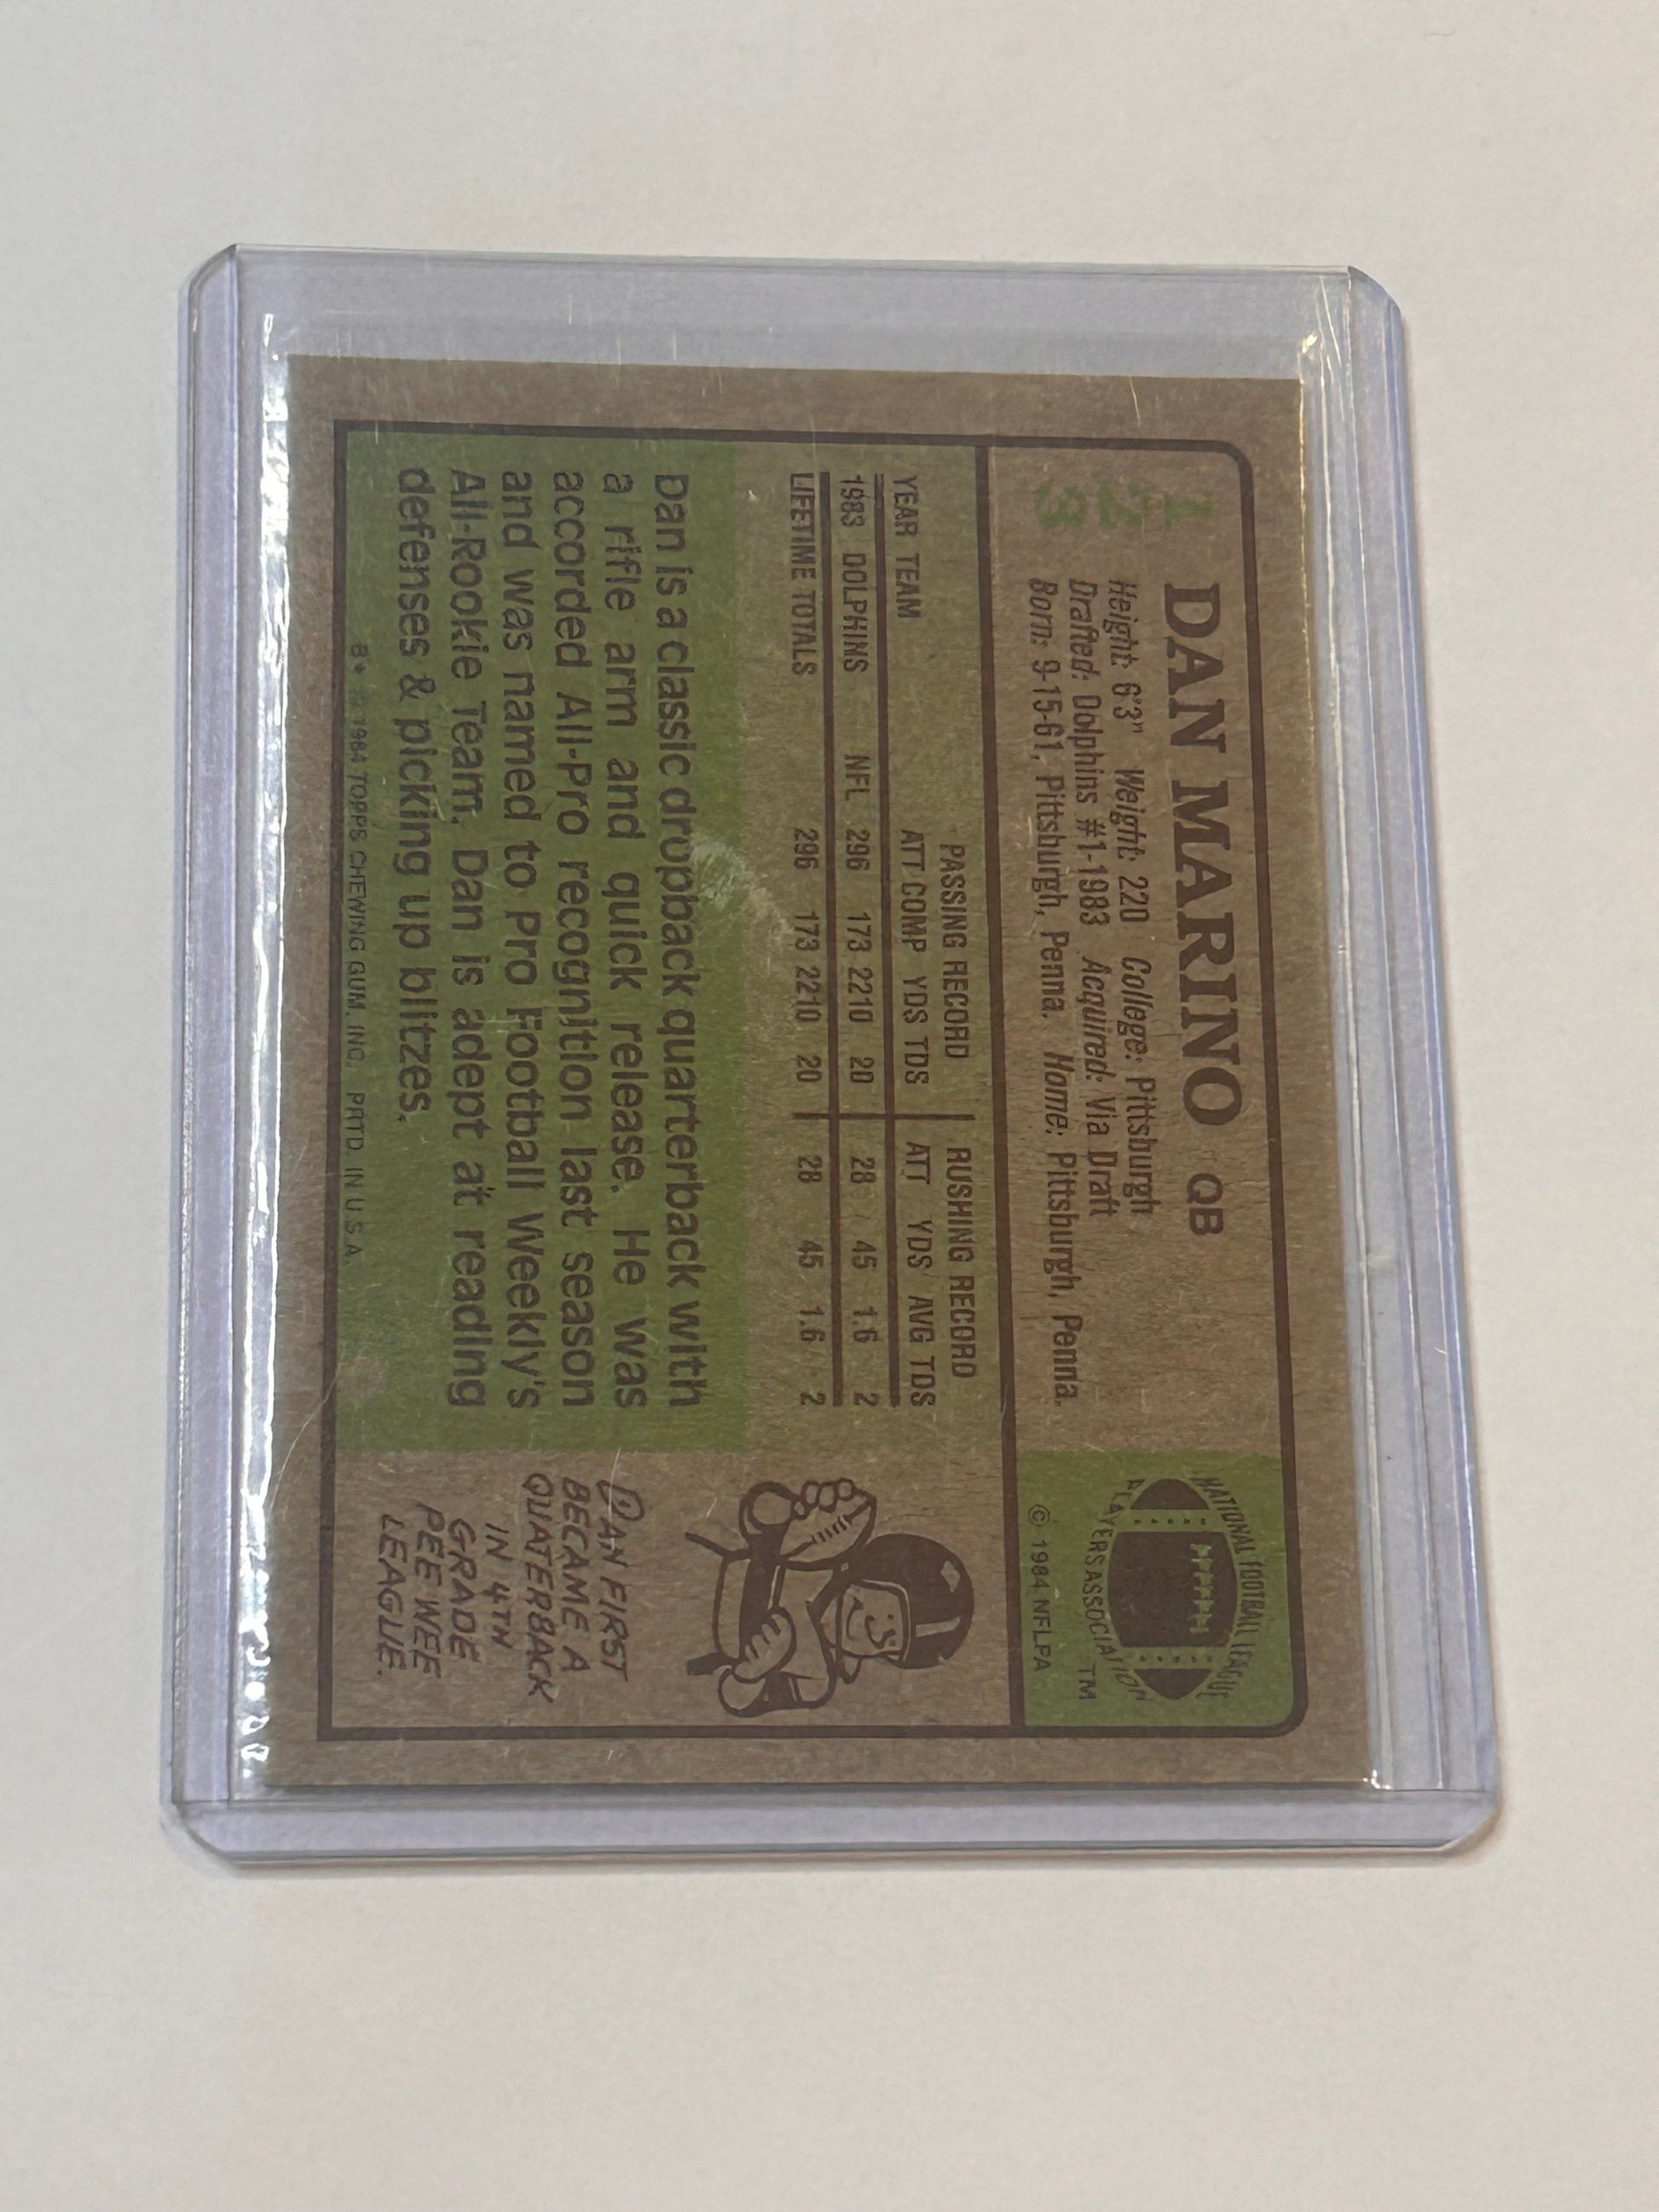 123
DAN MARINO QB
Height: 6'3" Weight: 220 College: Pittsburgh
Drafted: Dolphins #1-1983 Acquired: Via Draft
Born: 9-15-61, Pittsburgh, Penna. Home: Pittsburgh, Penna.
NATIONAL FOOTBALL LEAGUE
PLAYERS ASSOCIATION
TM
© 1984 NFLPA
PASSING RECORD RUSHING RECORD
YEAR TEAM ATT COMP YDS TDS ATT YDS AVG TDS
1983 DOLPHINS NFL 296 173 2210 20 28 45 1.6 2
LIFETIME TOTALS 296 173 2210 20 28 45 1.6 2
Dan is a classic dropback quarterback with
a rifle arm and quick release. He was
accorded All-Pro recognition last season
and was named to Pro Football Weekly's
All-Rookie Team. Dan is adept at reading
defenses & picking up blitzes.
DAN FIRST
BECAME A
QUATERBACK
IN 4TH
GRADE
PEE WEE
LEAGUE.
B* © 1984 TOPPS CHEWING GUM, INC. PRTD. IN U.S.A.